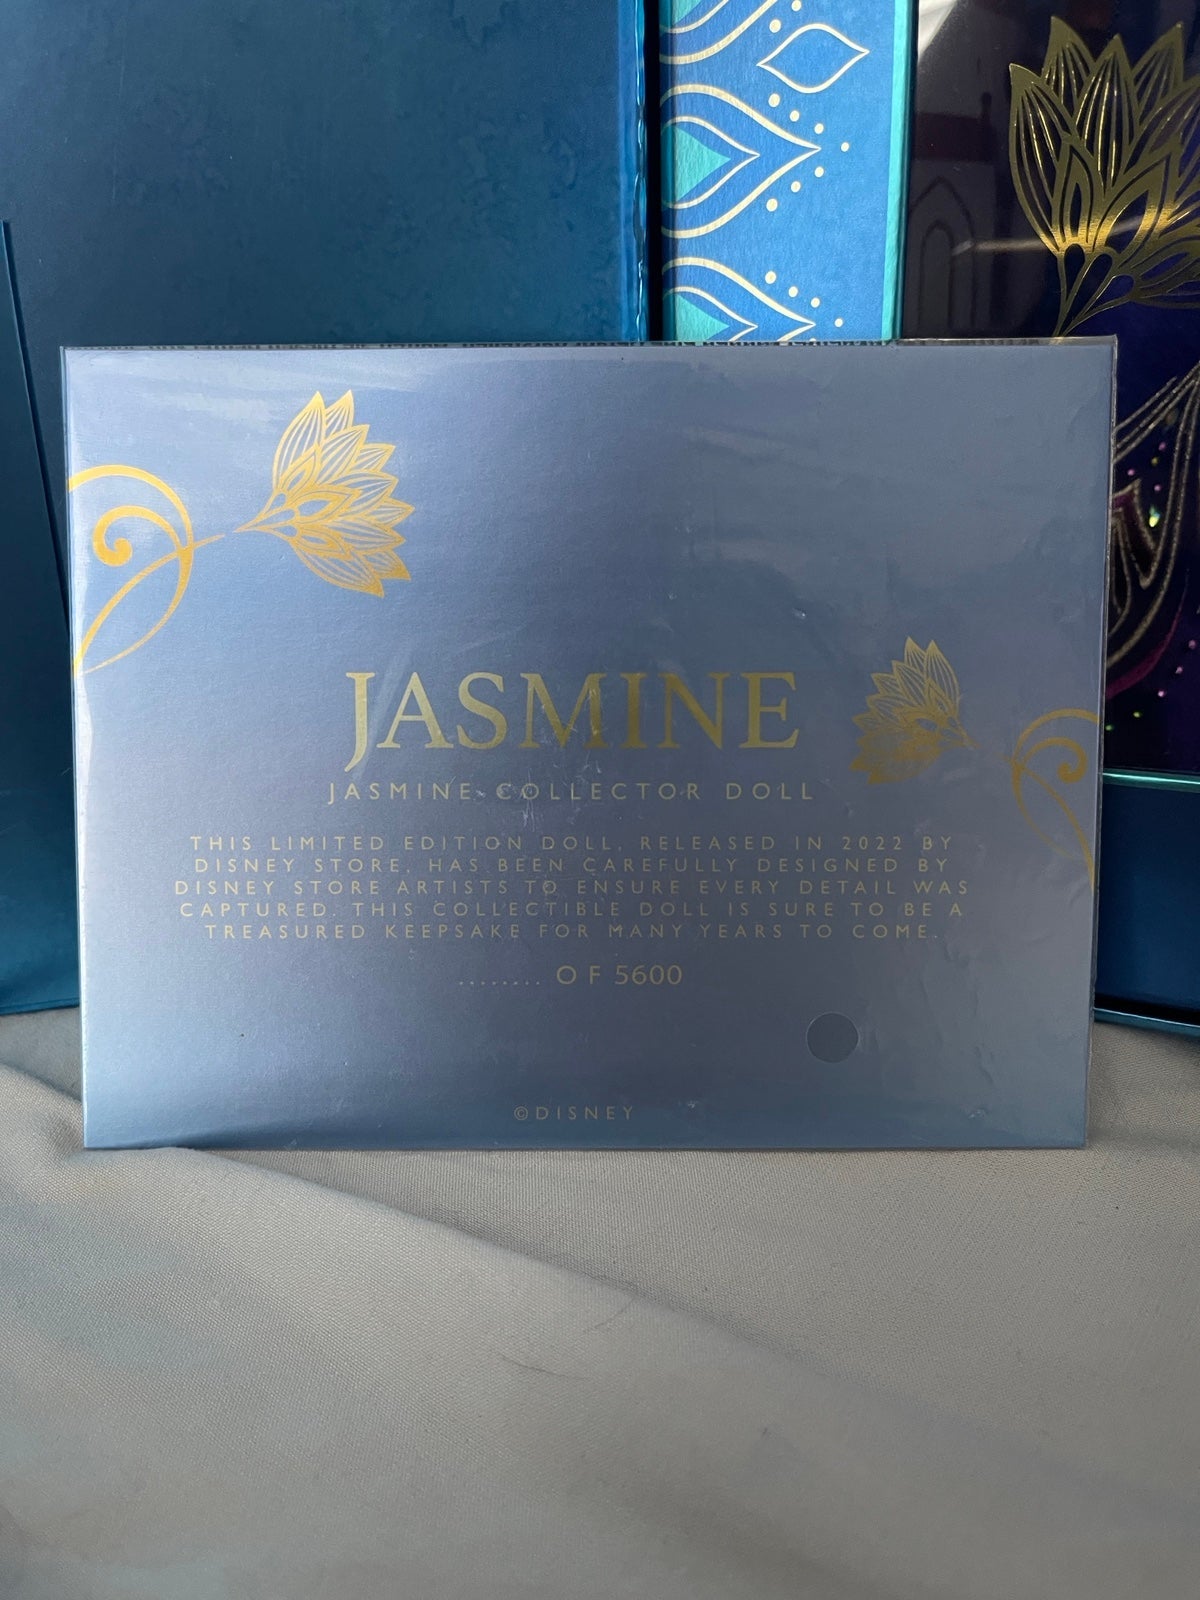 JASMINE
JASMINE COLLECTOR DOLL
THIS LIMITED EDITION DOLL, RELEASED IN 2022 BY
DISNEY STORE, HAS BEEN CAREFULLY DESIGNED BY
DISNEY STORE ARTISTS TO ENSURE EVERY DETAIL WAS
CAPTURED. THIS COLLECTIBLE DOLL IS SURE TO BE A
TREASURED KEEPSAKE FOR MANY YEARS TO COME.
........ OF 5600
©DISNEY